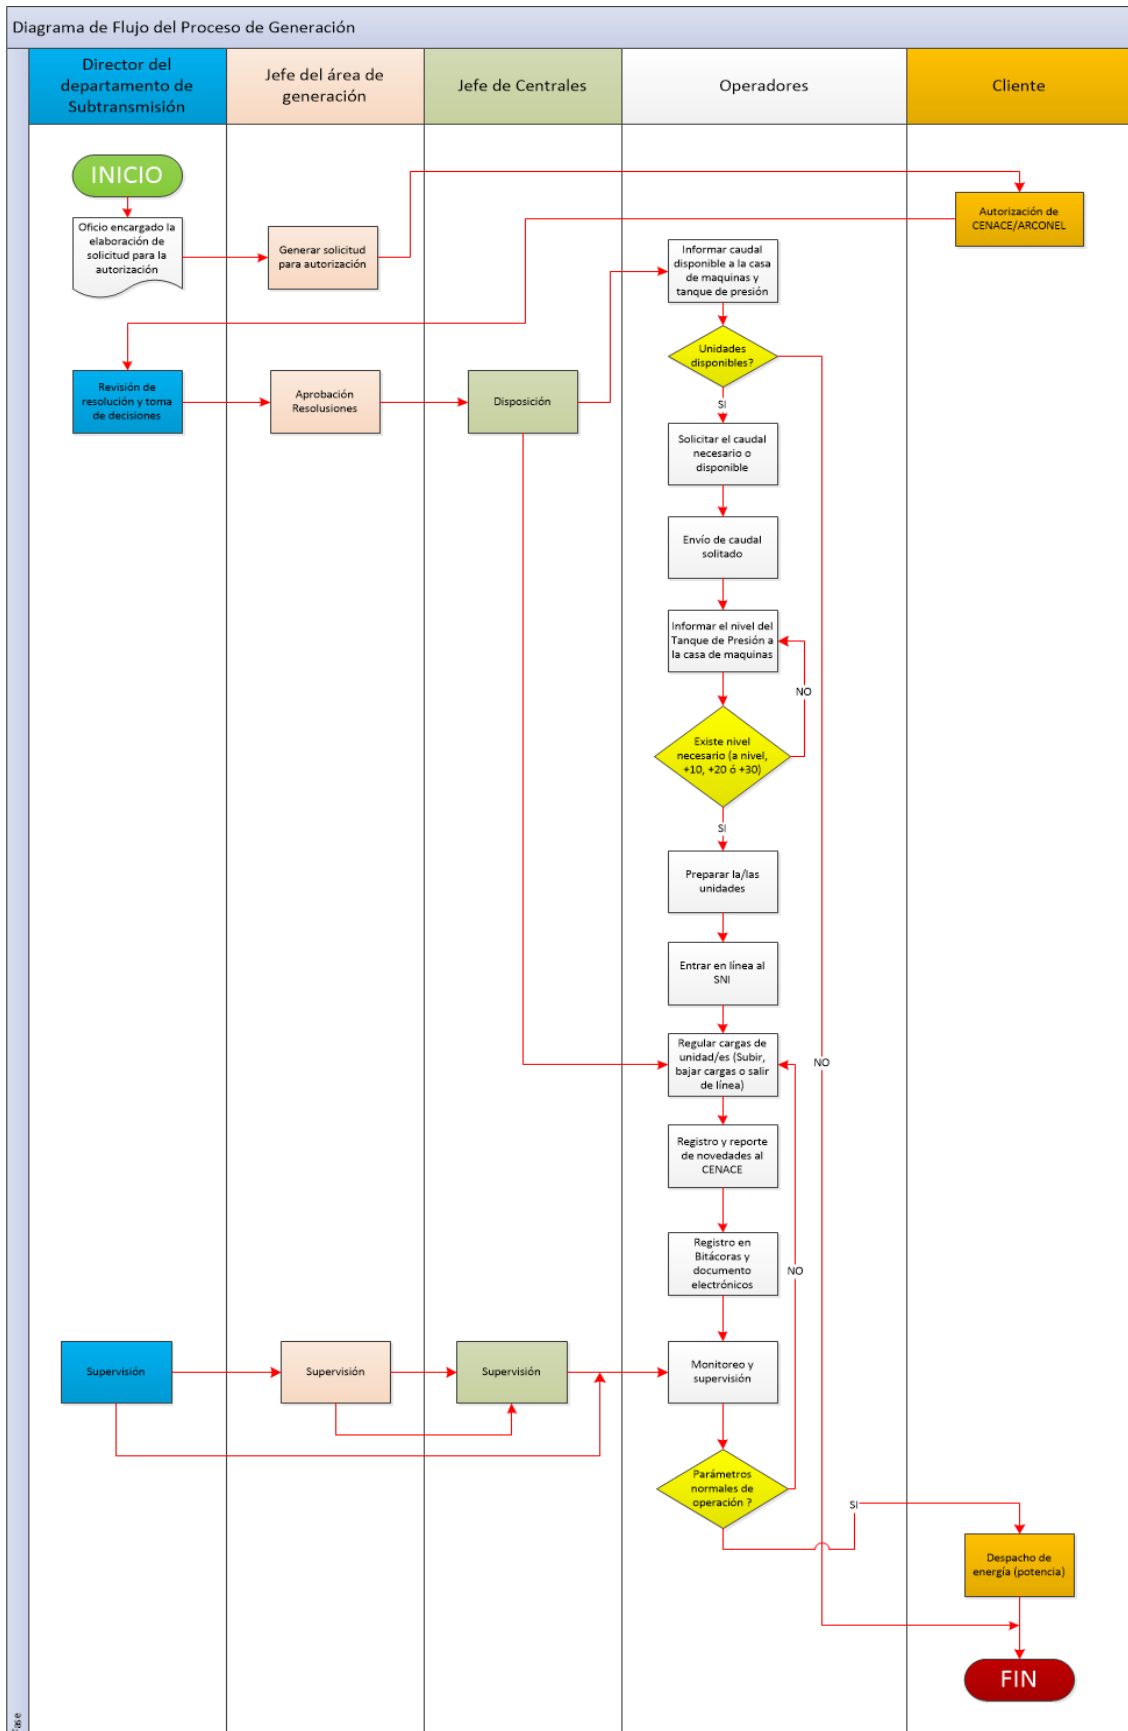 Diagrama de Flujo del Proceso de Generación
Director del
departamento de
Subtransmisión
Jefe del área de
generación
Jefe de Centrales
Operadores
Cliente
INICIO
Oficio encargado la
elaboración de
solicitud para la
autorización
Generar solicitud
para autorización
Autorización de
CENACE/ARCONEL
Informar caudal
disponible a la casa
de maquinas y
tanque de presión
Unidades
disponibles?
Revisión de
resolución y toma
de decisiones
Aprobación
Resolusiones
Disposición
SI
Solicitar el caudal
necesario o
disponible
Envío de caudal
solitado
Informar el nivel del
Tanque de Presión a
la casa de maquinas
NO
Existe nivel
necesario (a nivel,
+10, +20 ó +30)
SI
Preparar la/las
unidades
Entrar en línea al
SNI
Regular cargas de
unidad/es (Subir,
bajar cargas o salir
de línea)
NO
Registro y reporte
de novedades al
CENACE
Registro en
Bitácoras y
documento
electrónicos
NO
Supervisión
Supervisión
Supervisión
Monitoreo y
supervisión
Parámetros
normales de
operación ?
SI
Despacho de
energía (potencia)
FIN
Fase